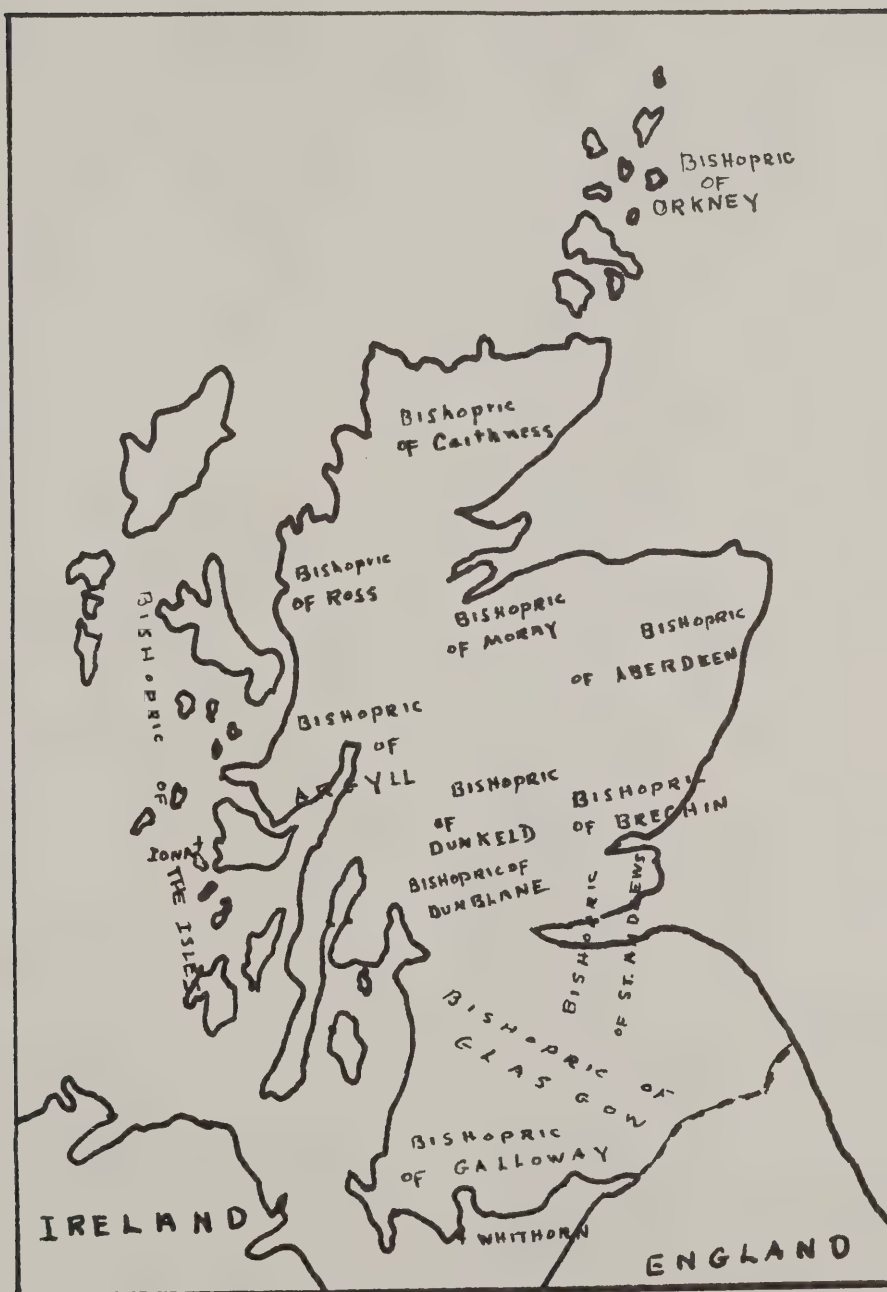 BISHOPRIC
OF
ORKNEY
Bishopric
OF Caithness
Bishopric
OF ROSS
BISHOPRIC
OF MORAY
BISHOPRIC
OF ABERDEEN
BISHOPRIC OF
THE ISLES
BISHOPRIC
OF
ARGYLL
BISHOPRIC
OF
DUNKELD
BISHOPRIC
OF BRECHIN
IONA
BISHOPRIC OF
DUNBLANE
BISHOPRIC
OF ST. ANDREWS
BISHOPRIC OF
GLASGOW
BISHOPRIC
OF GALLOWAY
WHITHORN
IRELAND
ENGLAND